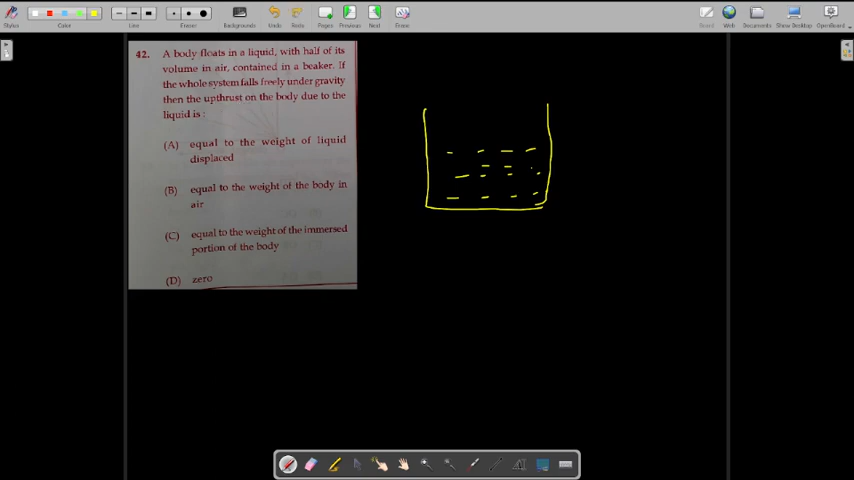 Stylus
Color
Line
Eraser
Backgrounds
Undo
Redo
Pages
Previous
Next
Erase
Board
Web
Documents
Show Desktop
OpenBoard
42. A body floats in a liquid, with half of its
volume in air, contained in a beaker. If
the whole system falls freely under gravity
then the upthrust on the body due to the
liquid is :
(A) equal to the weight of liquid
displaced
(B) equal to the weight of the body in
air
(C) equal to the weight of the immersed
portion of the body
(D) zero